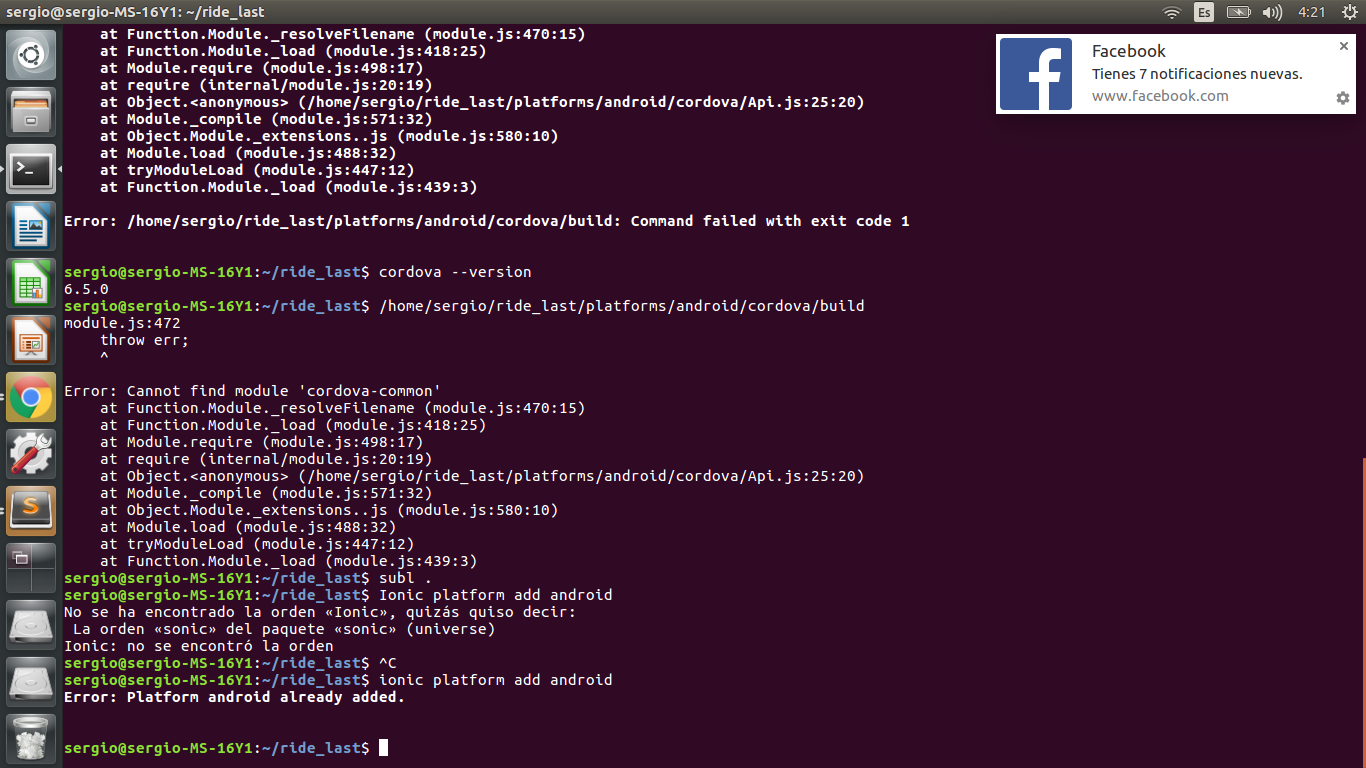 sergio@sergio-MS-16Y1: ~/ride_last
Es
4:21
at Function.Module._resolveFilename (module.js:470:15)
at Function.Module._load (module.js:418:25)
at Module.require (module.js:498:17)
at require (internal/module.js:20:19)
at Object.<anonymous> (/home/sergio/ride_last/platforms/android/cordova/Api.js:25:20)
at Module._compile (module.js:571:32)
at Object.Module._extensions..js (module.js:580:10)
at Module.load (module.js:488:32)
at tryModuleLoad (module.js:447:12)
at Function.Module._load (module.js:439:3)
Facebook
Tienes 7 notificaciones nuevas.
www.facebook.com
Error: /home/sergio/ride_last/platforms/android/cordova/build: Command failed with exit code 1
sergio@sergio-MS-16Y1:~/ride_last$ cordova --version
6.5.0
sergio@sergio-MS-16Y1:~/ride_last$ /home/sergio/ride_last/platforms/android/cordova/build
module.js:472
throw err;
^
Error: Cannot find module 'cordova-common'
at Function.Module._resolveFilename (module.js:470:15)
at Function.Module._load (module.js:418:25)
at Module.require (module.js:498:17)
at require (internal/module.js:20:19)
at Object.<anonymous> (/home/sergio/ride_last/platforms/android/cordova/Api.js:25:20)
at Module._compile (module.js:571:32)
at Object.Module._extensions..js (module.js:580:10)
at Module.load (module.js:488:32)
at tryModuleLoad (module.js:447:12)
at Function.Module._load (module.js:439:3)
sergio@sergio-MS-16Y1:~/ride_last$ subl .
sergio@sergio-MS-16Y1:~/ride_last$ Ionic platform add android
No se ha encontrado la orden «Ionic», quizás quiso decir:
La orden «sonic» del paquete «sonic» (universe)
Ionic: no se encontró la orden
sergio@sergio-MS-16Y1:~/ride_last$ ^C
sergio@sergio-MS-16Y1:~/ride_last$ ionic platform add android
Error: Platform android already added.
sergio@sergio-MS-16Y1:~/ride_last$